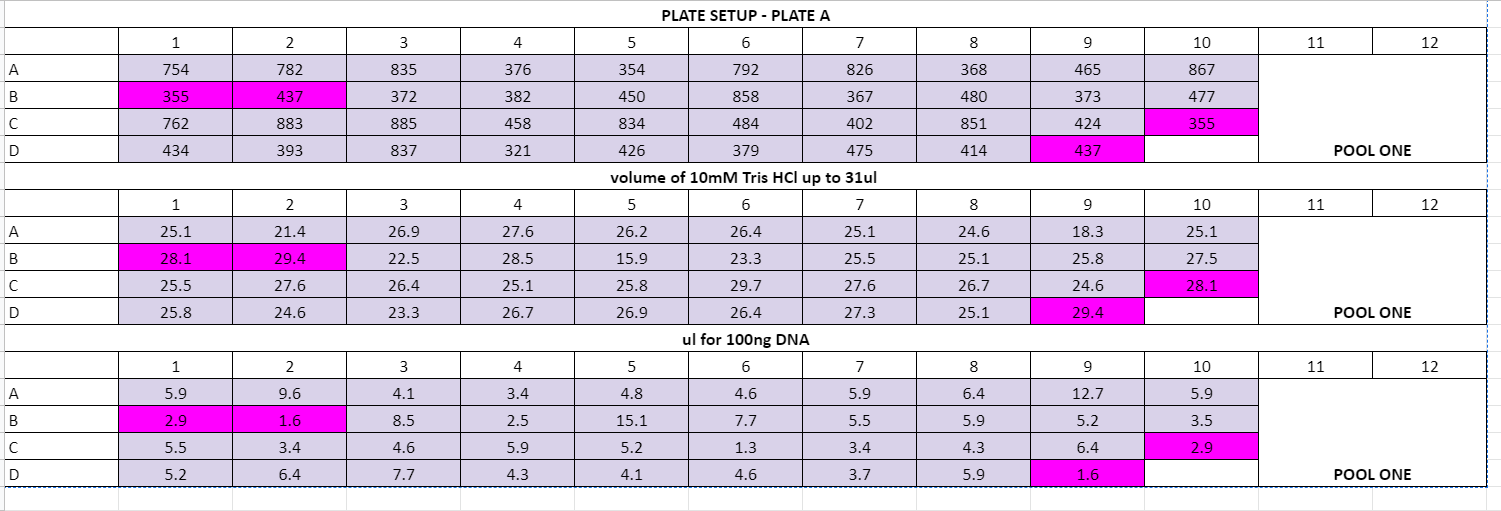 PLATE SETUP - PLATE A
1 2 3 4 5 6 7 8 9 10 11 12
A 754 782 835 376 354 792 826 368 465 867
B 355 437 372 382 450 858 367 480 373 477
C 762 883 885 458 834 484 402 851 424 355
D 434 393 837 321 426 379 475 414 437 POOL ONE
volume of 10mM Tris HCl up to 31ul
1 2 3 4 5 6 7 8 9 10 11 12
A 25.1 21.4 26.9 27.6 26.2 26.4 25.1 24.6 18.3 25.1
B 28.1 29.4 22.5 28.5 15.9 23.3 25.5 25.1 25.8 27.5
C 25.5 27.6 26.4 25.1 25.8 29.7 27.6 26.7 24.6 28.1
D 25.8 24.6 23.3 26.7 26.9 26.4 27.3 25.1 29.4 POOL ONE
ul for 100ng DNA
1 2 3 4 5 6 7 8 9 10 11 12
A 5.9 9.6 4.1 3.4 4.8 4.6 5.9 6.4 12.7 5.9
B 2.9 1.6 8.5 2.5 15.1 7.7 5.5 5.9 5.2 3.5
C 5.5 3.4 4.6 5.9 5.2 1.3 3.4 4.3 6.4 2.9
D 5.2 6.4 7.7 4.3 4.1 4.6 3.7 5.9 1.6 POOL ONE